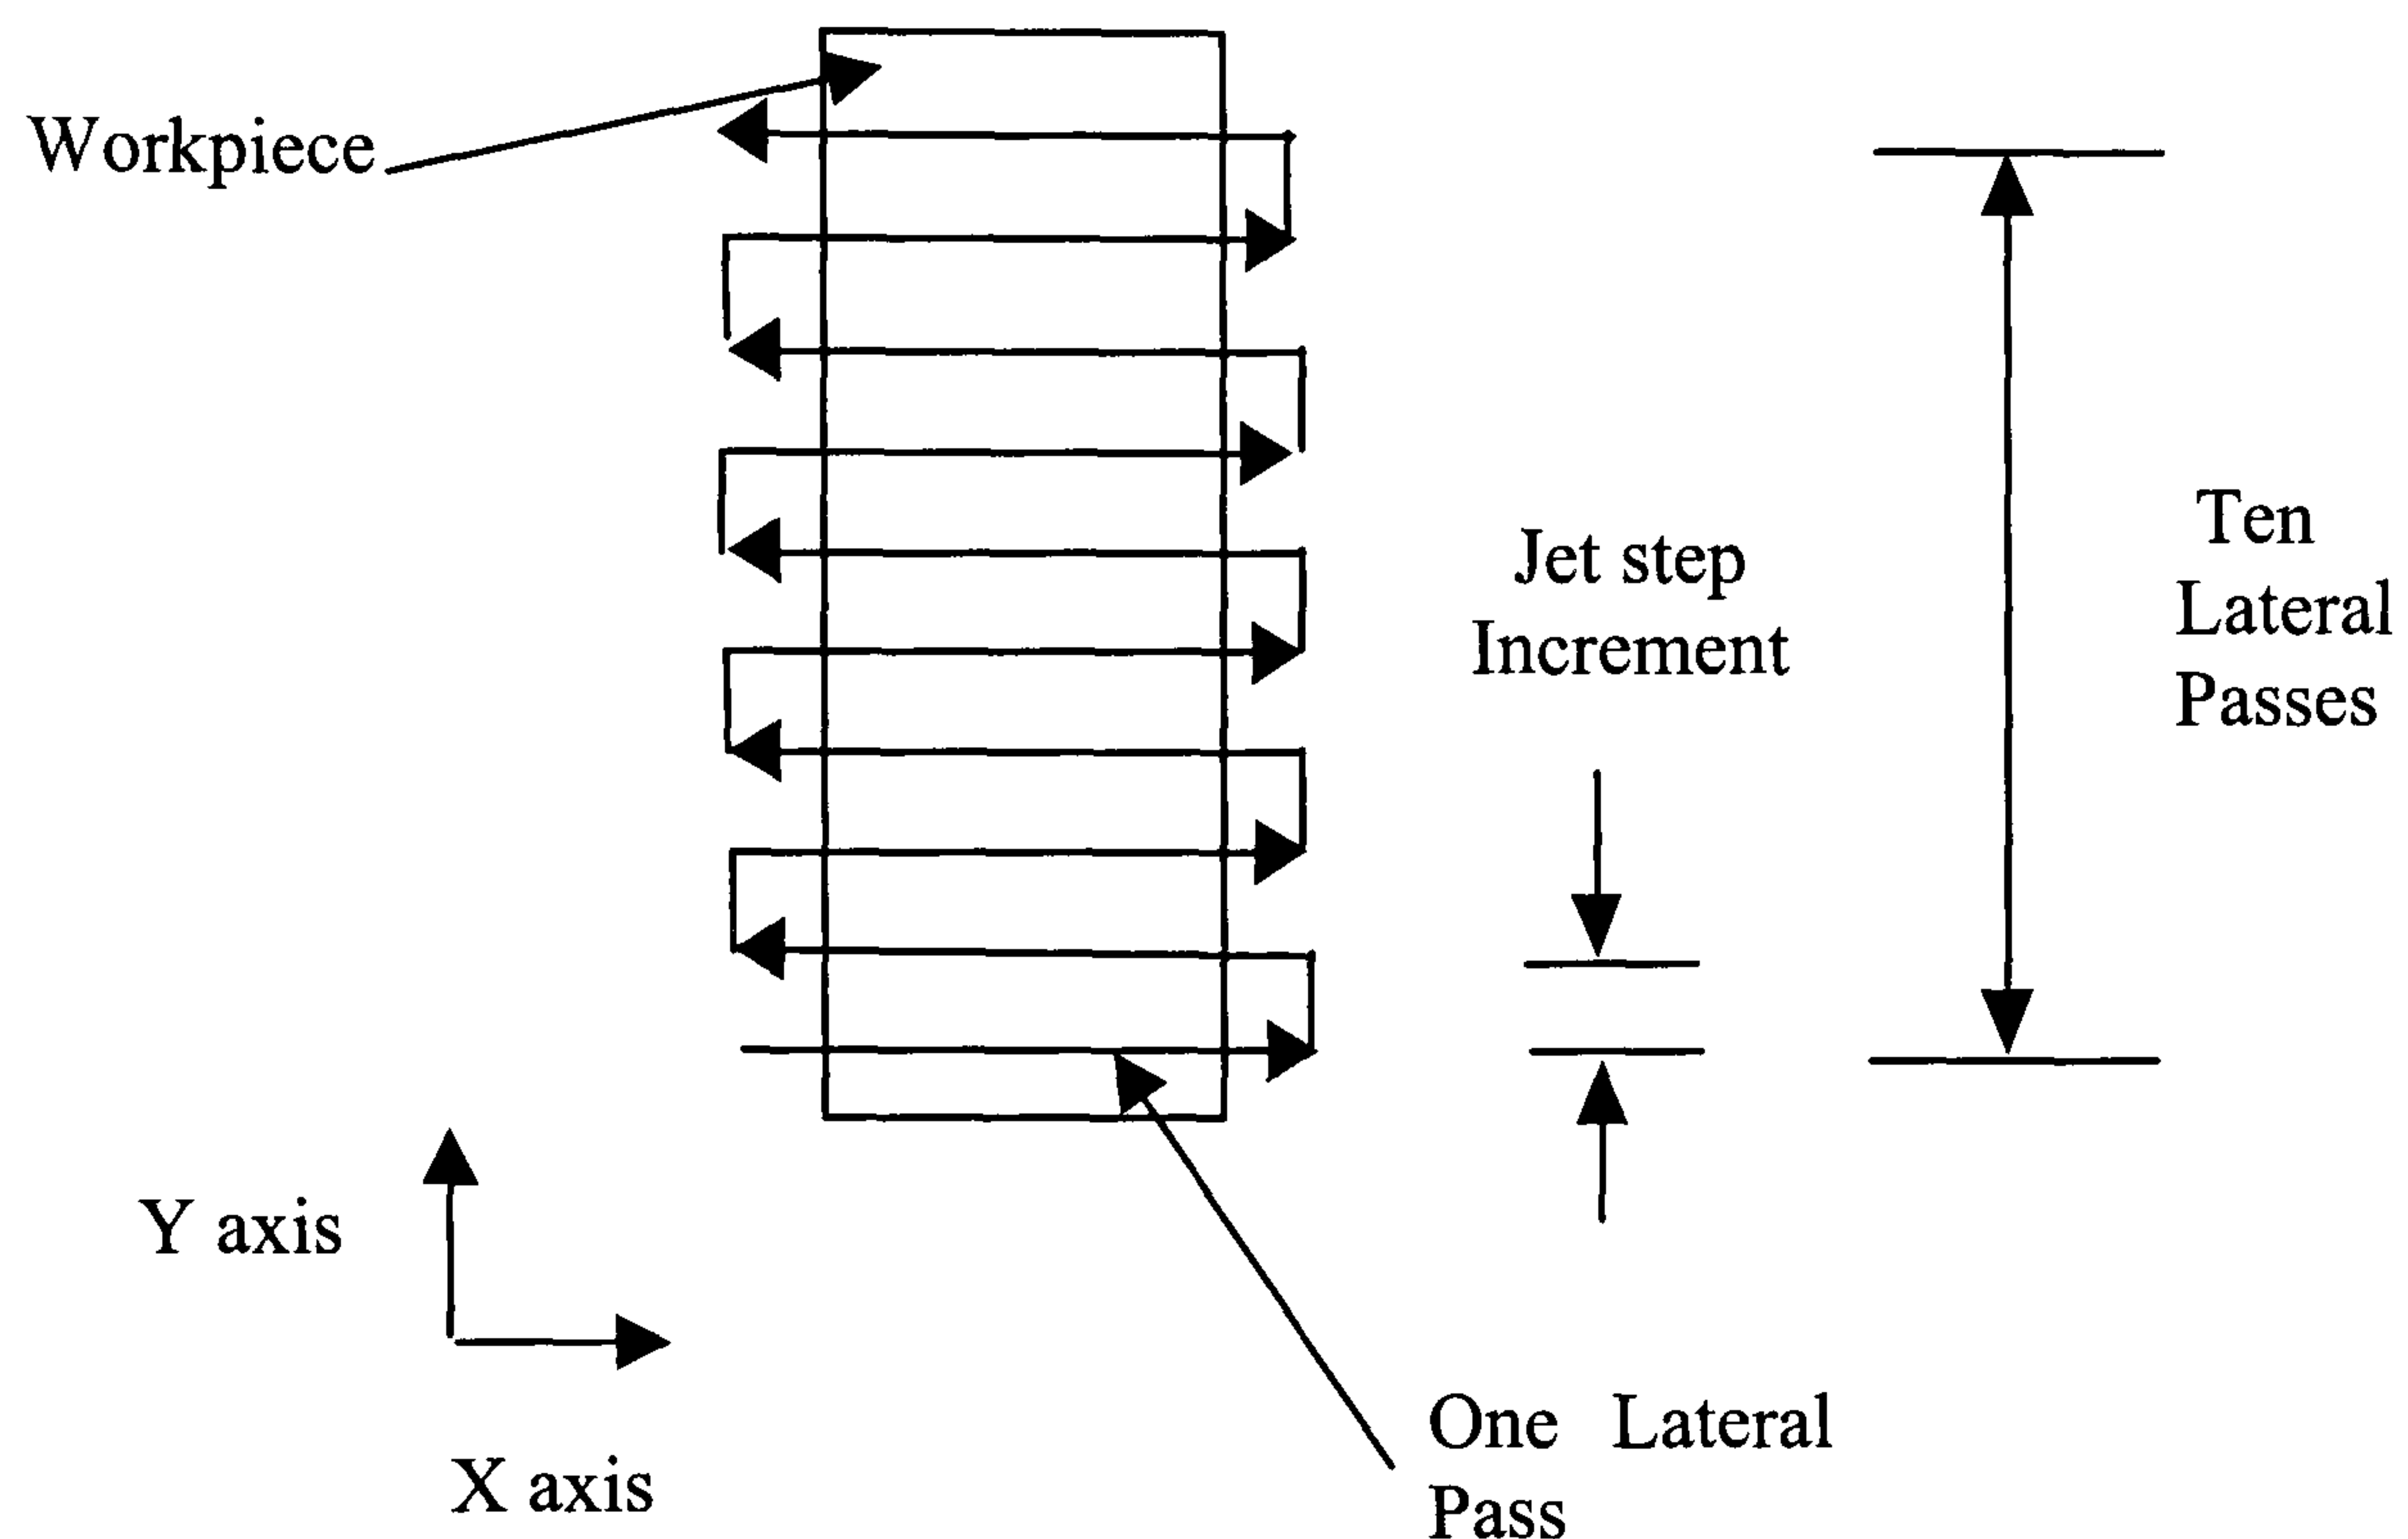 Workpiece
Ten
Lateral
Passes
Jet step
Increment
Y axis
X axis
One Lateral
Pass